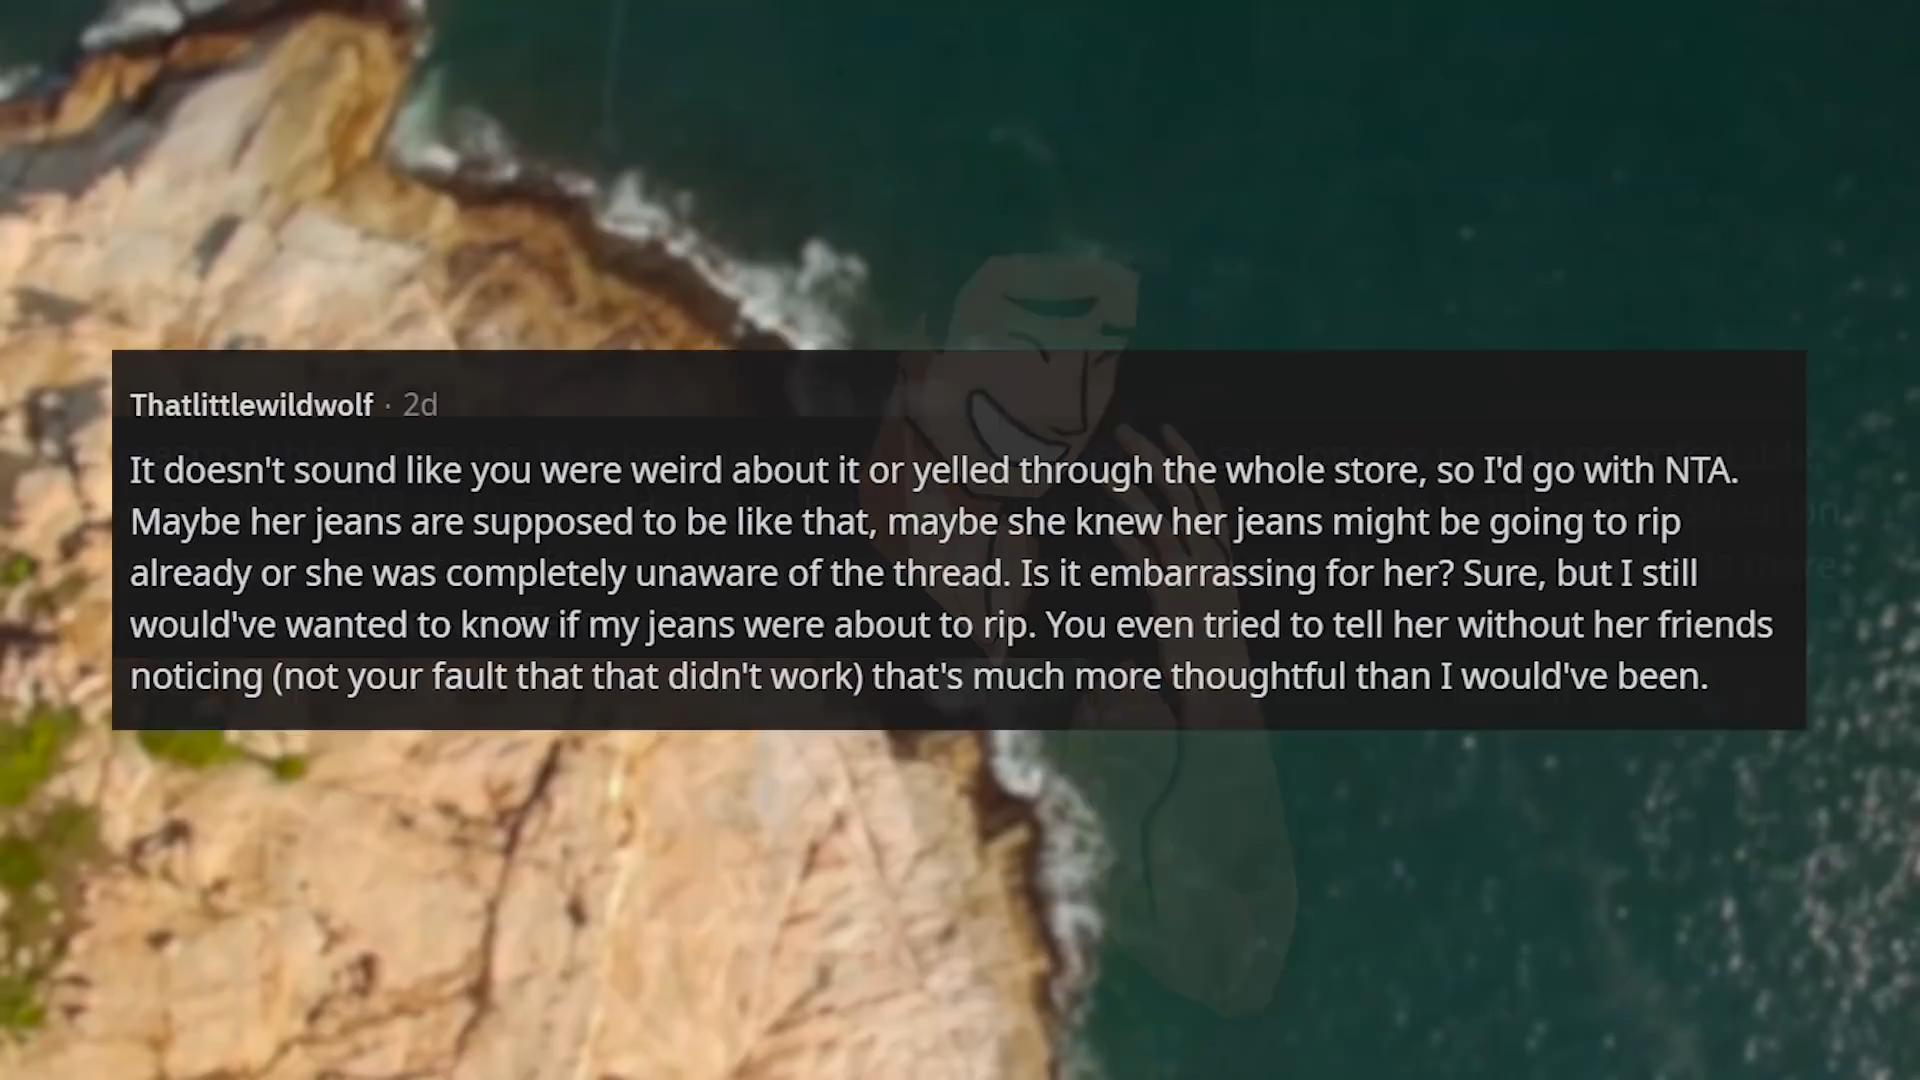 Thatlittlewildwolf · 2d
It doesn't sound like you were weird about it or yelled through the whole store, so I'd go with NTA.
Maybe her jeans are supposed to be like that, maybe she knew her jeans might be going to rip
already or she was completely unaware of the thread. Is it embarrassing for her? Sure, but I still
would've wanted to know if my jeans were about to rip. You even tried to tell her without her friends
noticing (not your fault that that didn't work) that's much more thoughtful than I would've been.